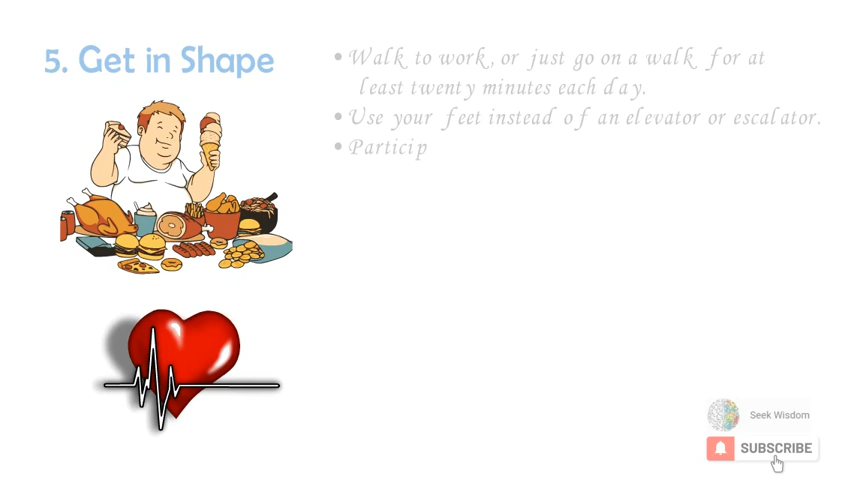 5. Get in Shape
• Walk to work, or just go on a walk for at
least twenty minutes each day.
• Use your feet instead of an elevator or escalator.
• Particip
Seek Wisdom
SUBSCRIBE